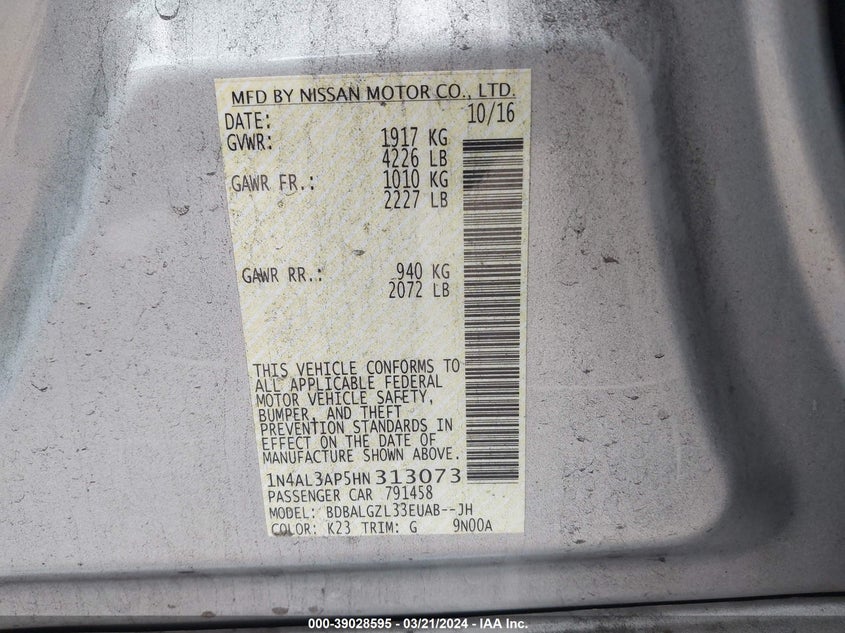 MFD BY NISSAN MOTOR CO., LTD.
DATE: 10/16
GVWR: 1917 KG
4226 LB
GAWR FR.: 1010 KG
2227 LB
GAWR RR.: 940 KG
2072 LB
THIS VEHICLE CONFORMS TO
ALL APPLICABLE FEDERAL
MOTOR VEHICLE SAFETY,
BUMPER, AND THEFT
PREVENTION STANDARDS IN
EFFECT ON THE DATE OF
MANUFACTURE SHOWN ABOVE.
1N4AL3AP5HN313073
PASSENGER CAR 791458
MODEL: BDBALGZL33EUAB--JH
COLOR: K23 TRIM: G 9N00A
000-39028595 - 03/21/2024 - IAA Inc.